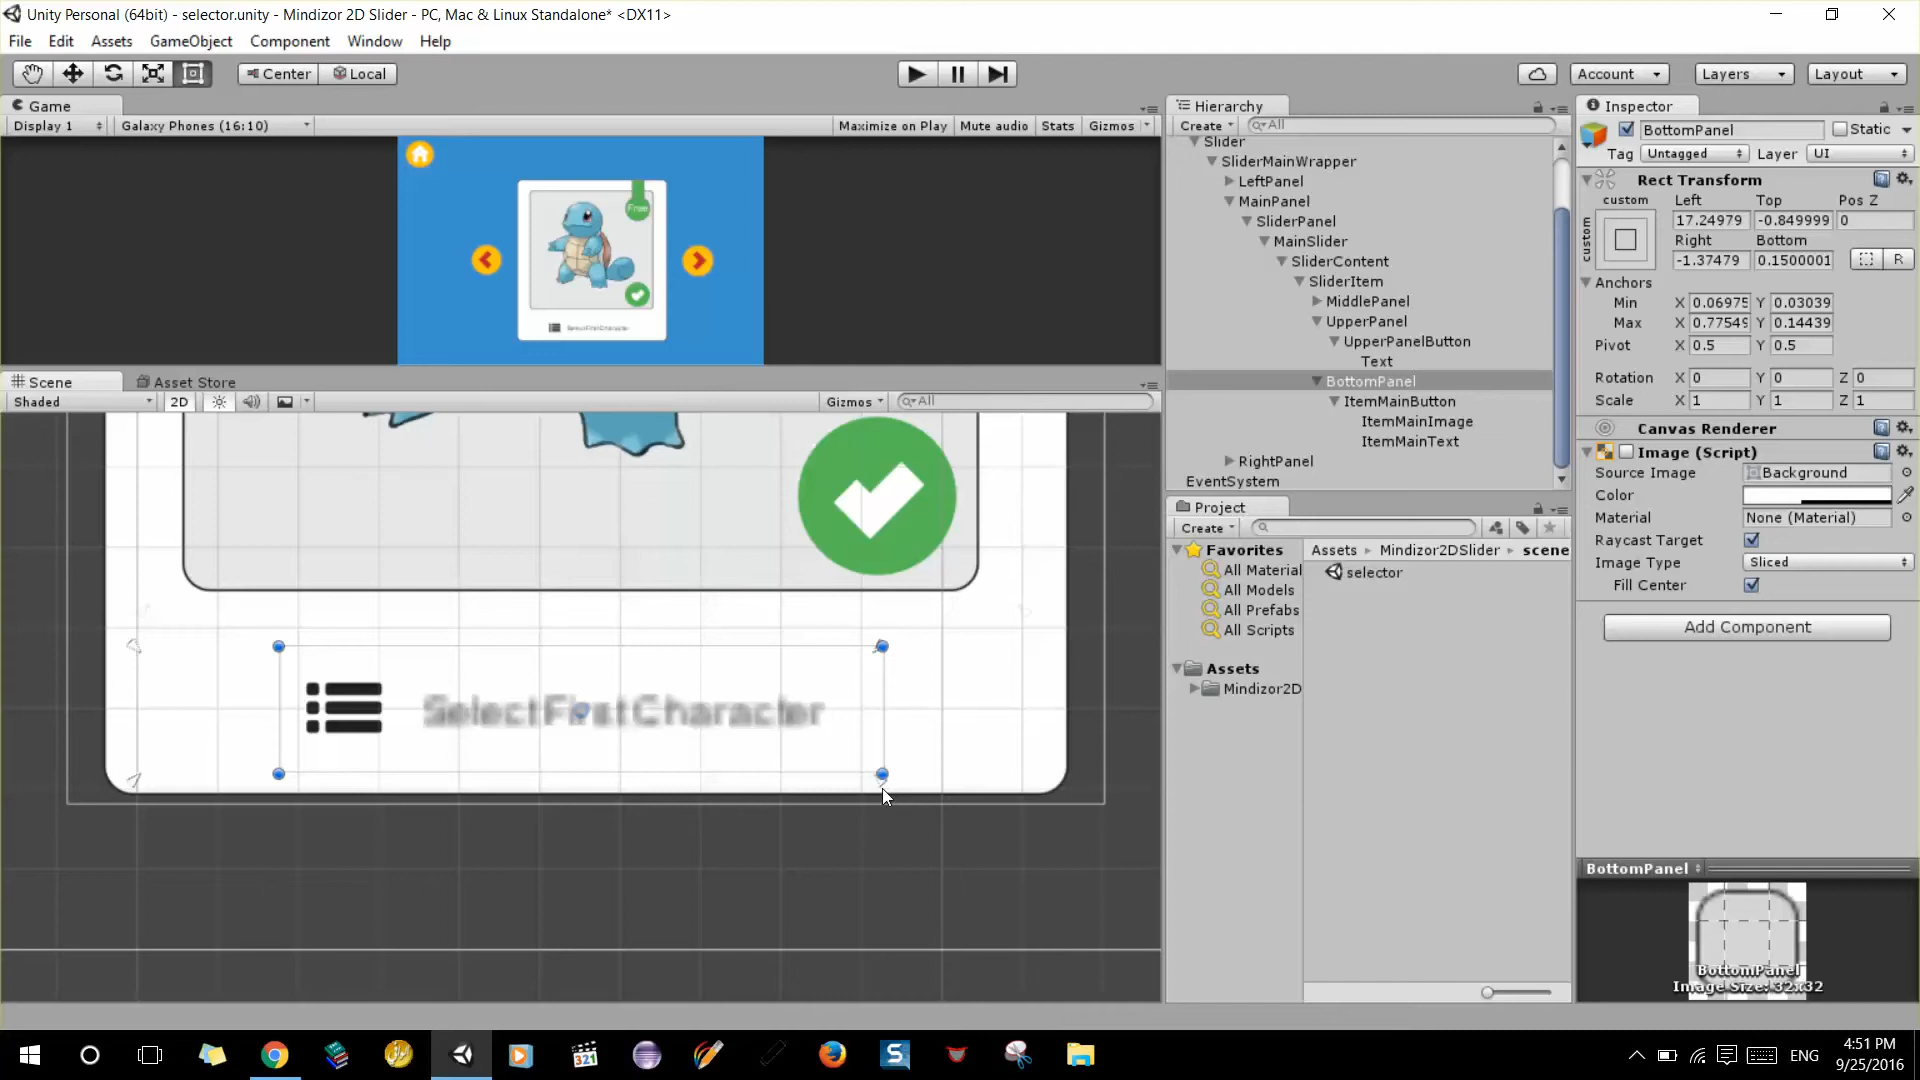 Unity Personal (64bit) - selector.unity - Mindizor 2D Slider - PC, Mac & Linux Standalone* <DX11>
File Edit Assets GameObject Component Window Help
Center Local Account Layers Layout
Game
Display 1 Galaxy Phones (16:10) Maximize on Play Mute audio Stats Gizmos
Free
SelectFirstCharacter
Scene Asset Store
Shaded 2D Gizmos All
SelectFirstCharacter
Hierarchy
Create All
Slider
SliderMainWrapper
LeftPanel
MainPanel
SliderPanel
MainSlider
SliderContent
SliderItem
MiddlePanel
UpperPanel
UpperPanelButton
Text
BottomPanel
ItemMainButton
ItemMainImage
ItemMainText
RightPanel
EventSystem
Project
Create
Favorites
All Material
All Models
All Prefabs
All Scripts
Assets
Mindizor2D
Assets Mindizor2DSlider scene
selector
Inspector
BottomPanel Static
Tag Untagged Layer UI
Rect Transform
custom Left Top Pos Z
custom
17.24979 -0.849999 0
Right Bottom
-1.37479 0.1500001 R
Anchors
Min X 0.06975 Y 0.03039
Max X 0.77549 Y 0.14439
Pivot X 0.5 Y 0.5
Rotation X 0 Y 0 Z 0
Scale X 1 Y 1 Z 1
Canvas Renderer
Image (Script)
Source Image Background
Color
Material None (Material)
Raycast Target
Image Type Sliced
Fill Center
Add Component
BottomPanel
BottomPanel
Image Size: 32x32
321 S ENG
4:51 PM
9/25/2016